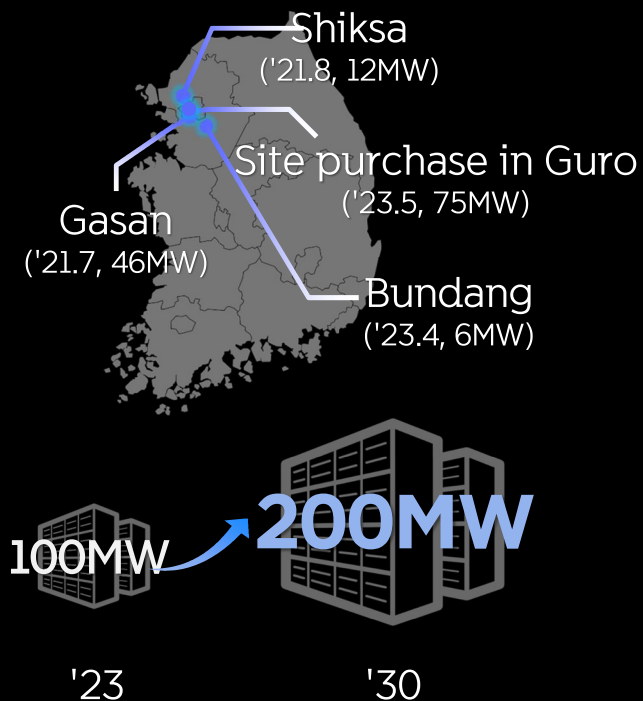 Shiksa
('21.8, 12MW)
Site purchase in Guro
('23.5, 75MW)
Gasan
('21.7, 46MW)
Bundang
('23.4, 6MW)
100MW
200MW
'23
'30